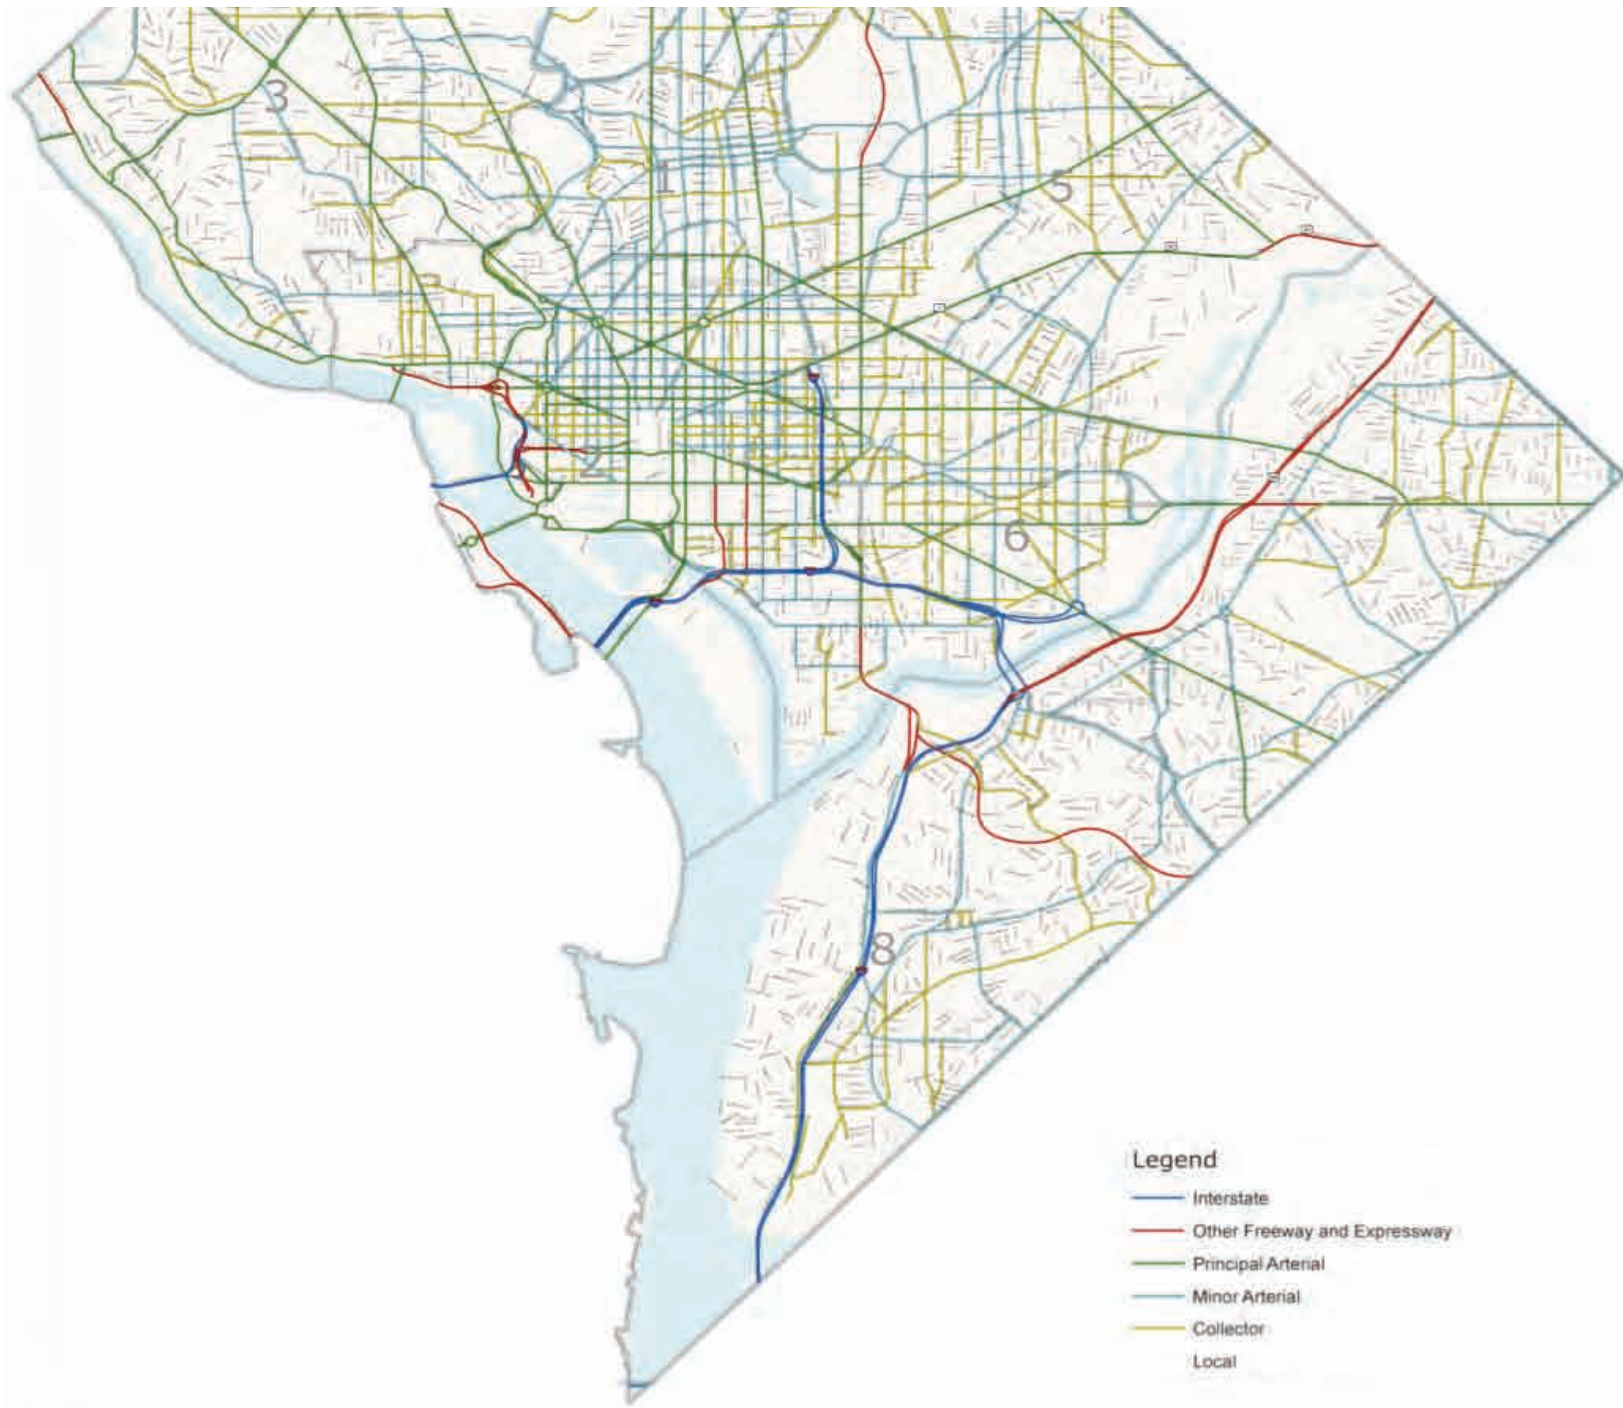 3
1
5
2
7
6
8
Legend
Interstate
Other Freeway and Expressway
Principal Arterial
Minor Arterial
Collector
Local